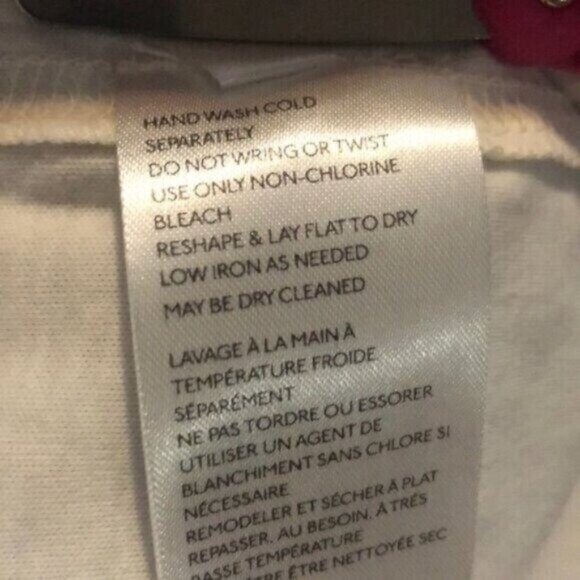 HAND WASH COLD
SEPARATELY
DO NOT WRING OR TWIST
USE ONLY NON-CHLORINE
BLEACH
RESHAPE & LAY FLAT TO DRY
LOW IRON AS NEEDED
MAY BE DRY CLEANED
LAVAGE À LA MAIN À
TEMPÉRATURE FROIDE
SÉPARÉMENT
NE PAS TORDRE OU ESSORER
UTILISER UN AGENT DE
BLANCHIMENT SANS CHLORE SI
NÉCESSAIRE
REMODELER ET SÉCHER À PLAT
REPASSER, AU BESOIN, À TRÉS
BASSE TEMPÉRATURE
ÊTRE NETTOYÉE SEC